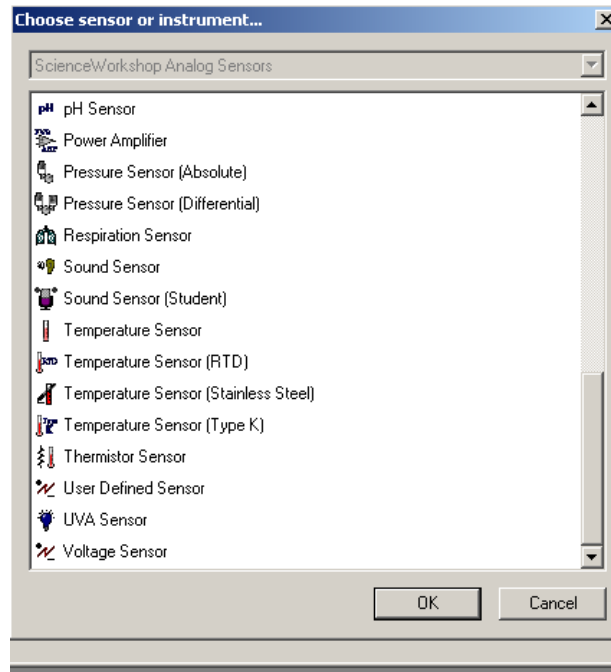 Choose sensor or instrument...
ScienceWorkshop Analog Sensors
pH pH Sensor
Power Amplifier
Pressure Sensor (Absolute)
Pressure Sensor (Differential)
Respiration Sensor
Sound Sensor
Sound Sensor (Student)
Temperature Sensor
RTD Temperature Sensor (RTD)
Temperature Sensor (Stainless Steel)
Temperature Sensor (Type K)
Thermistor Sensor
User Defined Sensor
UVA Sensor
Voltage Sensor
OK Cancel